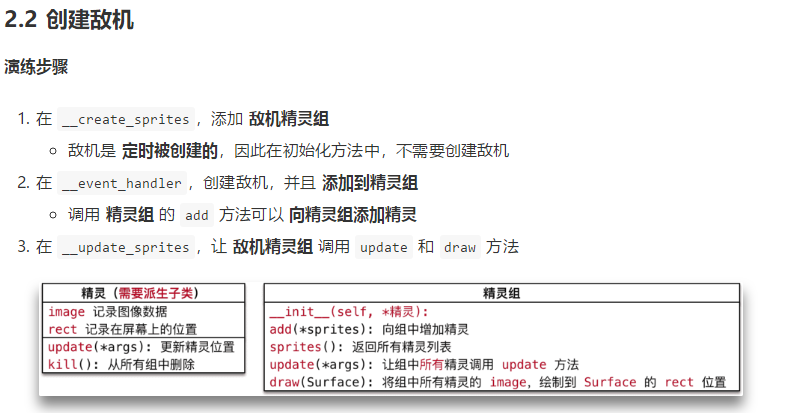 2.2 创建敌机
演练步骤
1. 在 __create_sprites，添加 敌机精灵组
敌机是 定时被创建的，因此在初始化方法中，不需要创建敌机
2. 在 __event_handler，创建敌机，并且 添加到精灵组
调用 精灵组 的 add 方法可以 向精灵组添加精灵
3. 在 __update_sprites，让 敌机精灵组 调用 update 和 draw 方法
精灵（需要派生子类）
image 记录图像数据
rect 记录在屏幕上的位置
update(*args): 更新精灵位置
kill(): 从所有组中删除
精灵组
__init__(self, *精灵):
add(*sprites): 向组中增加精灵
sprites(): 返回所有精灵列表
update(*args): 让组中所有精灵调用 update 方法
draw(Surface): 将组中所有精灵的 image，绘制到 Surface 的 rect 位置